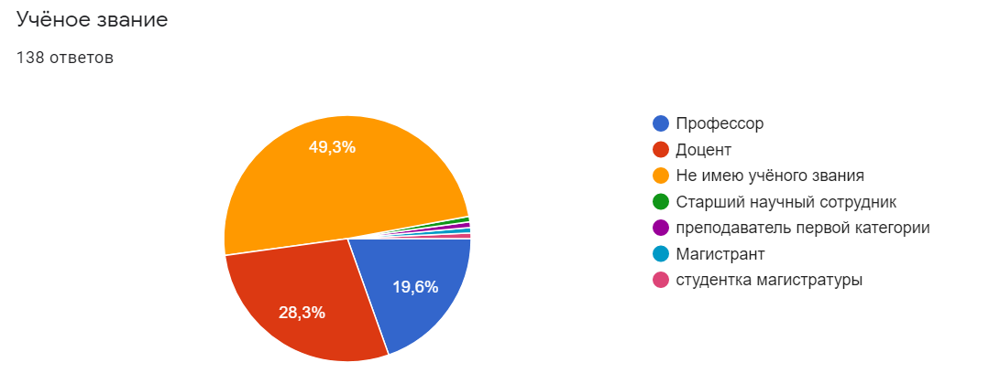 Учёное звание
138 ответов
49,3%
28,3%
19,6%
Профессор
Доцент
Не имею учёного звания
Старший научный сотрудник
преподаватель первой категории
Магистрант
студентка магистратуры